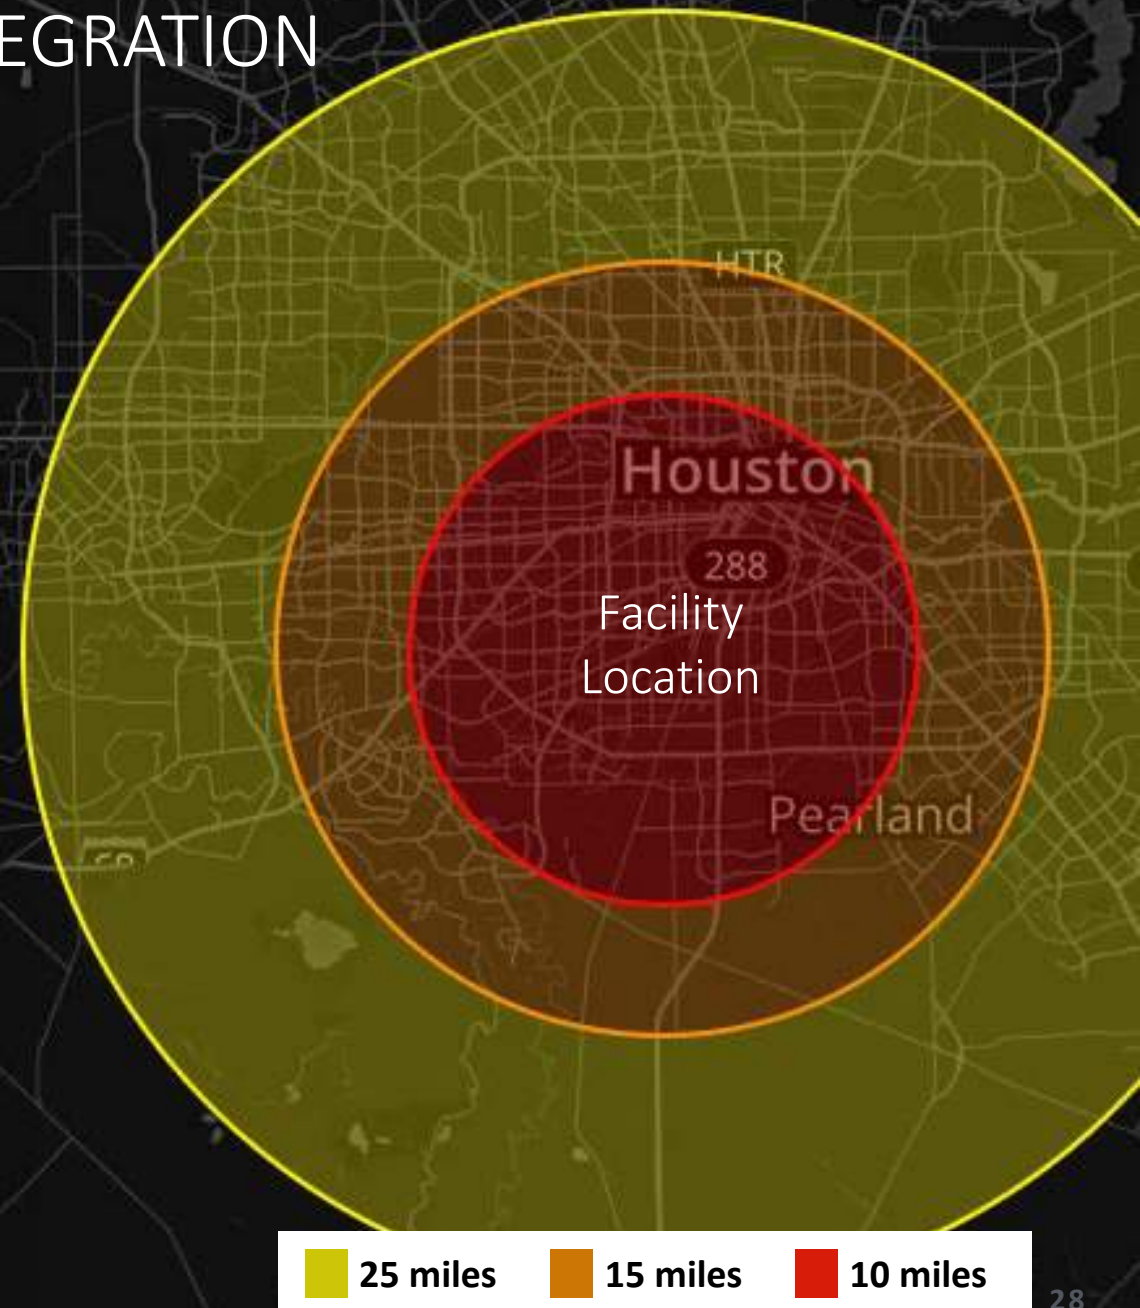 EGRATION
HTR
Houston
288
Facility
Location
Pearland
25 miles
15 miles
10 miles
28